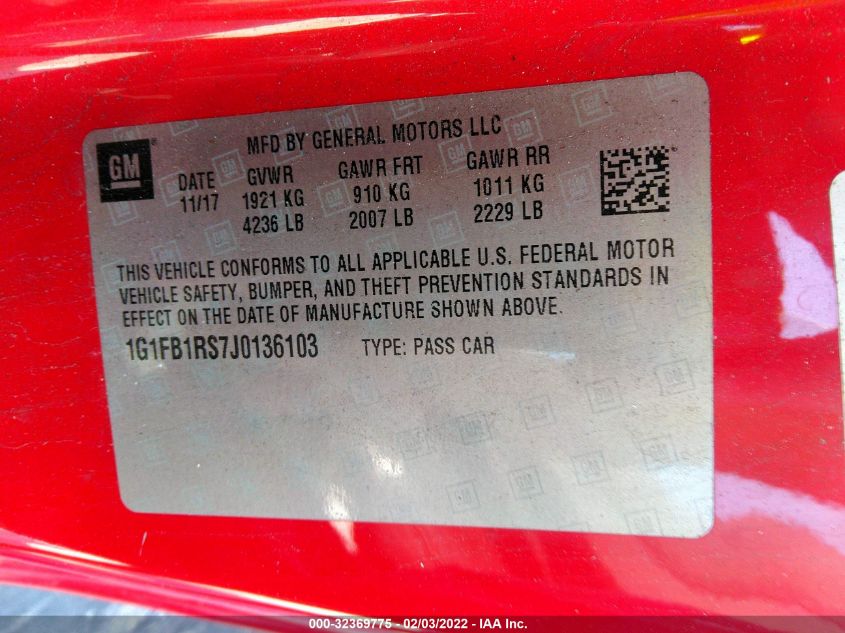 MFD BY GENERAL MOTORS LLC
GM
DATE GVWR GAWR FRT GAWR RR
11/17 1921 KG 910 KG 1011 KG
4236 LB 2007 LB 2229 LB
THIS VEHICLE CONFORMS TO ALL APPLICABLE U.S. FEDERAL MOTOR
VEHICLE SAFETY, BUMPER, AND THEFT PREVENTION STANDARDS IN
EFFECT ON THE DATE OF MANUFACTURE SHOWN ABOVE.
1G1FB1RS7J0136103 TYPE: PASS CAR
000-32369775 - 02/03/2022 - IAA Inc.